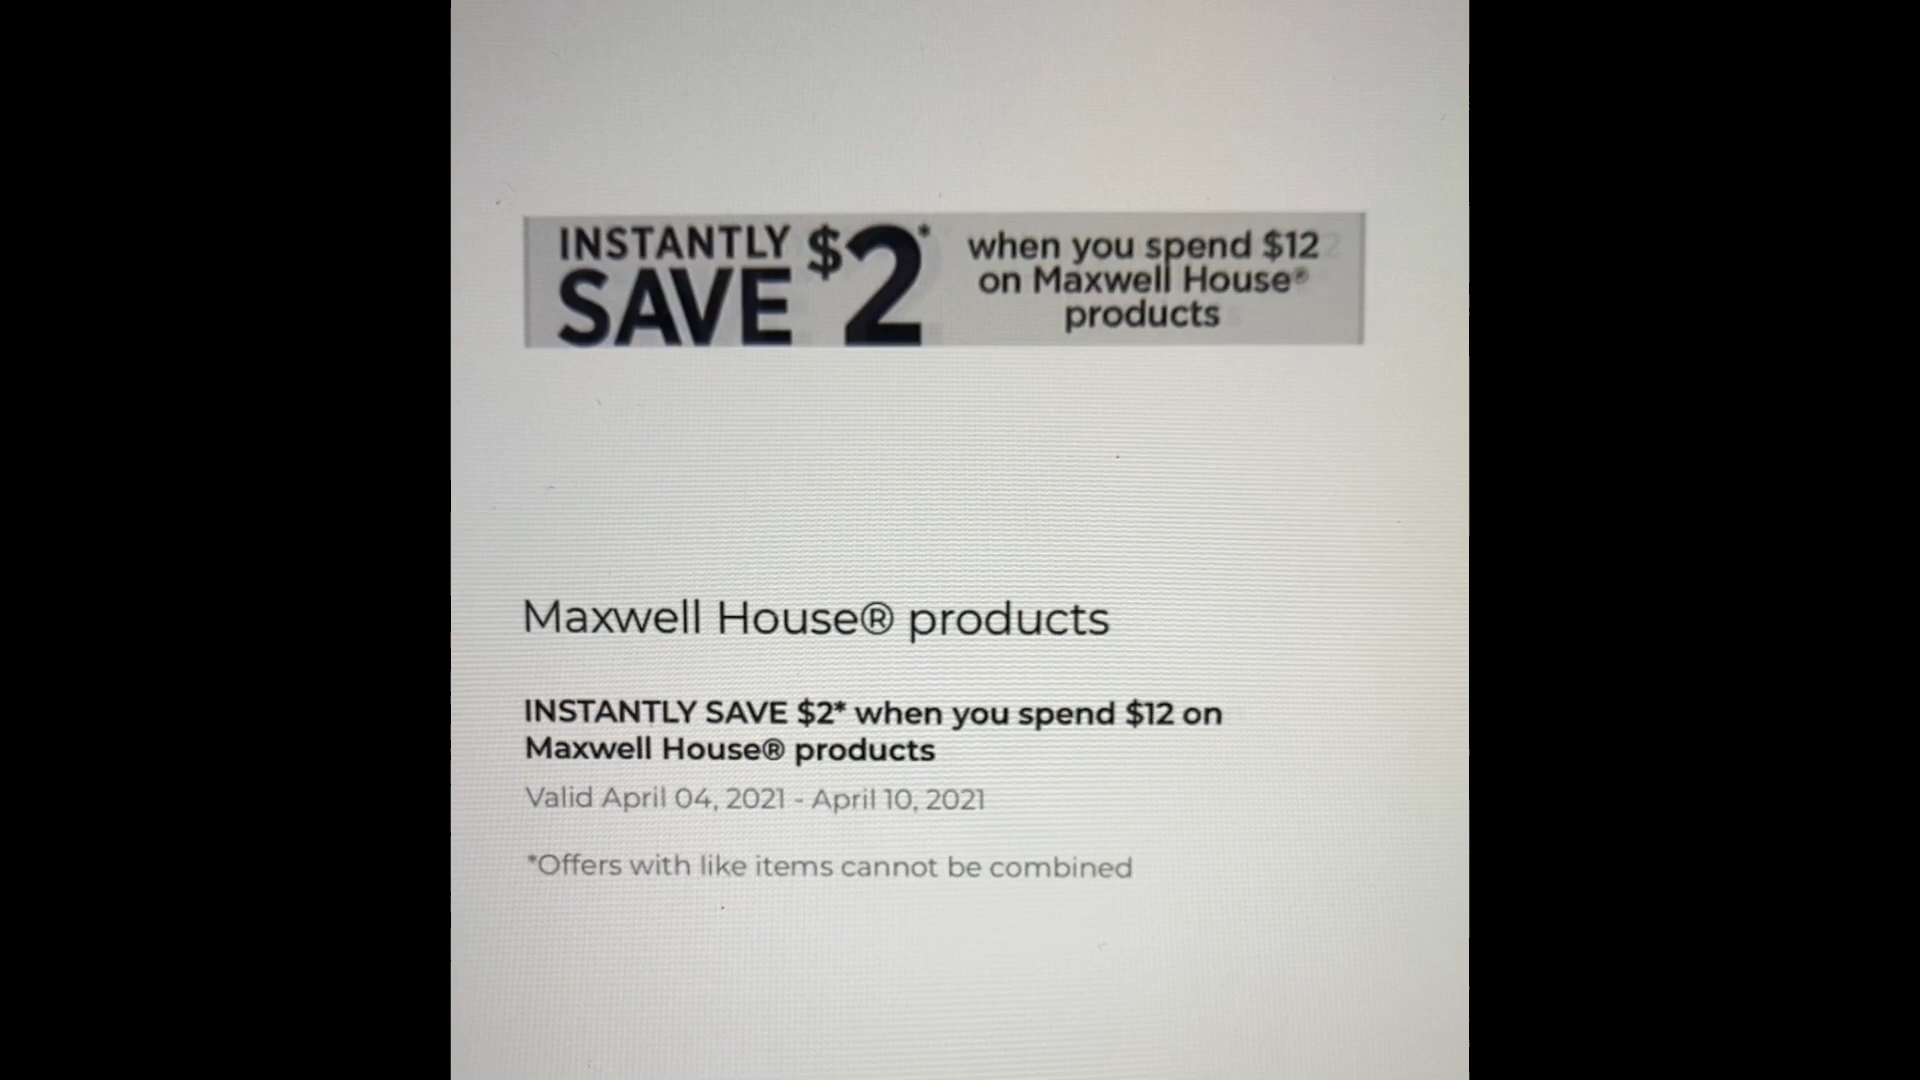 INSTANTLY SAVE $2* when you spend $12
on Maxwell House®
products
Maxwell House® products
INSTANTLY SAVE $2* when you spend $12 on
Maxwell House® products
Valid April 04, 2021 - April 10, 2021
*Offers with like items cannot be combined